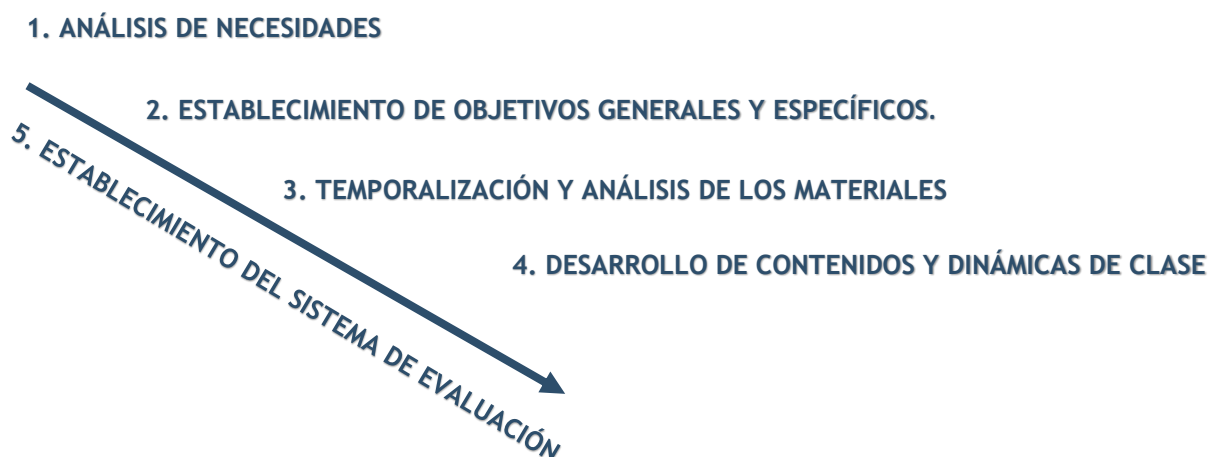 1. ANÁLISIS DE NECESIDADES
2. ESTABLECIMIENTO DE OBJETIVOS GENERALES Y ESPECÍFICOS.
3. TEMPORALIZACIÓN Y ANÁLISIS DE LOS MATERIALES
4. DESARROLLO DE CONTENIDOS Y DINÁMICAS DE CLASE
5. ESTABLECIMIENTO DEL SISTEMA DE EVALUACIÓN